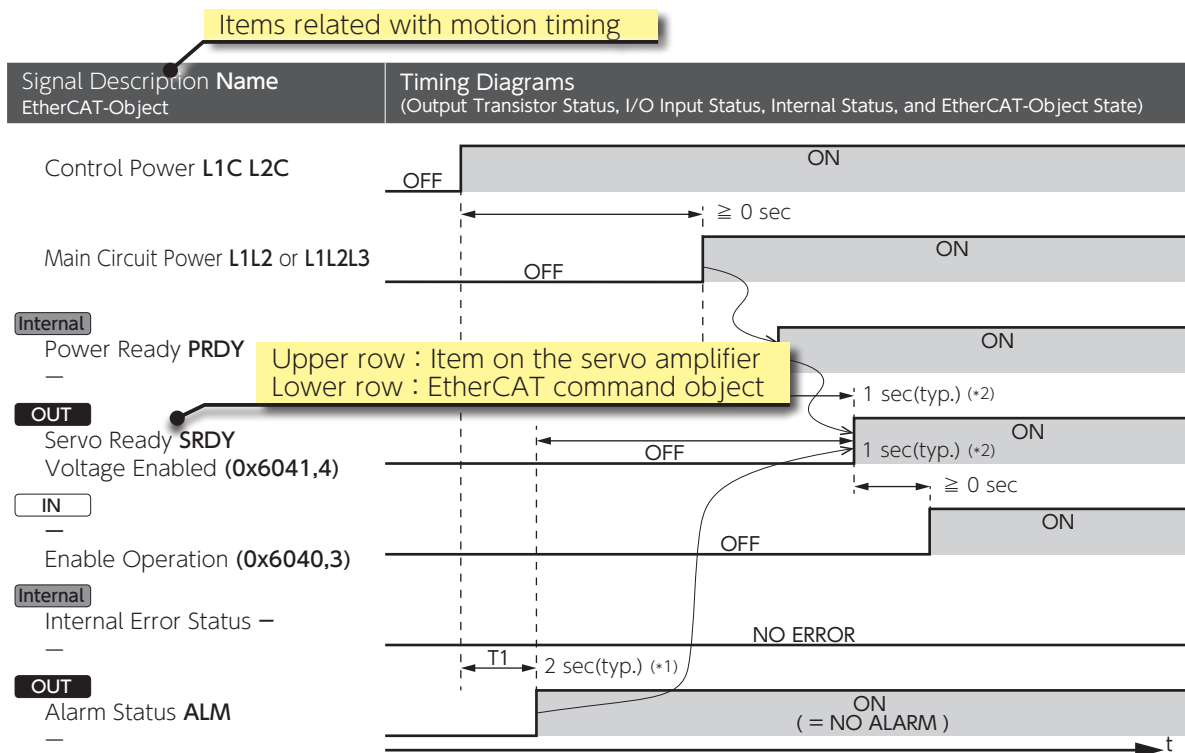 Items related with motion timing
Signal Description Name
EtherCAT-Object
Timing Diagrams
(Output Transistor Status, I/O Input Status, Internal Status, and EtherCAT-Object State)
Control Power L1C L2C
OFF
ON
≧ 0 sec
Main Circuit Power L1L2 or L1L2L3
OFF
ON
Internal
Power Ready PRDY
—
ON
Upper row : Item on the servo amplifier
Lower row : EtherCAT command object
1 sec(typ.) (*2)
OUT
Servo Ready SRDY
Voltage Enabled (0x6041,4)
OFF
ON
1 sec(typ.) (*2)
≧ 0 sec
IN
—
Enable Operation (0x6040,3)
OFF
ON
Internal
Internal Error Status —
—
NO ERROR
T1
2 sec(typ.) (*1)
OUT
Alarm Status ALM
—
ON
( = NO ALARM )
t